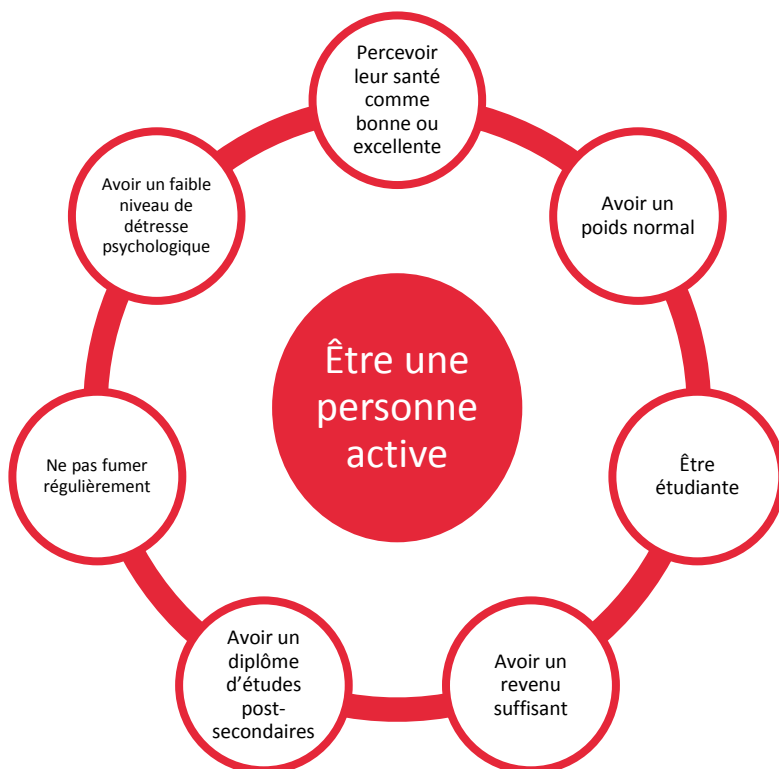 Percevoir
leur santé
comme
bonne ou
excellente
Avoir un
poids normal
Être
étudiante
Avoir un
revenu
suffisant
Avoir un
diplôme
d'études
post-
secondaires
Ne pas fumer
régulièrement
Avoir un faible
niveau de
détresse
psychologique
Être une
personne
active